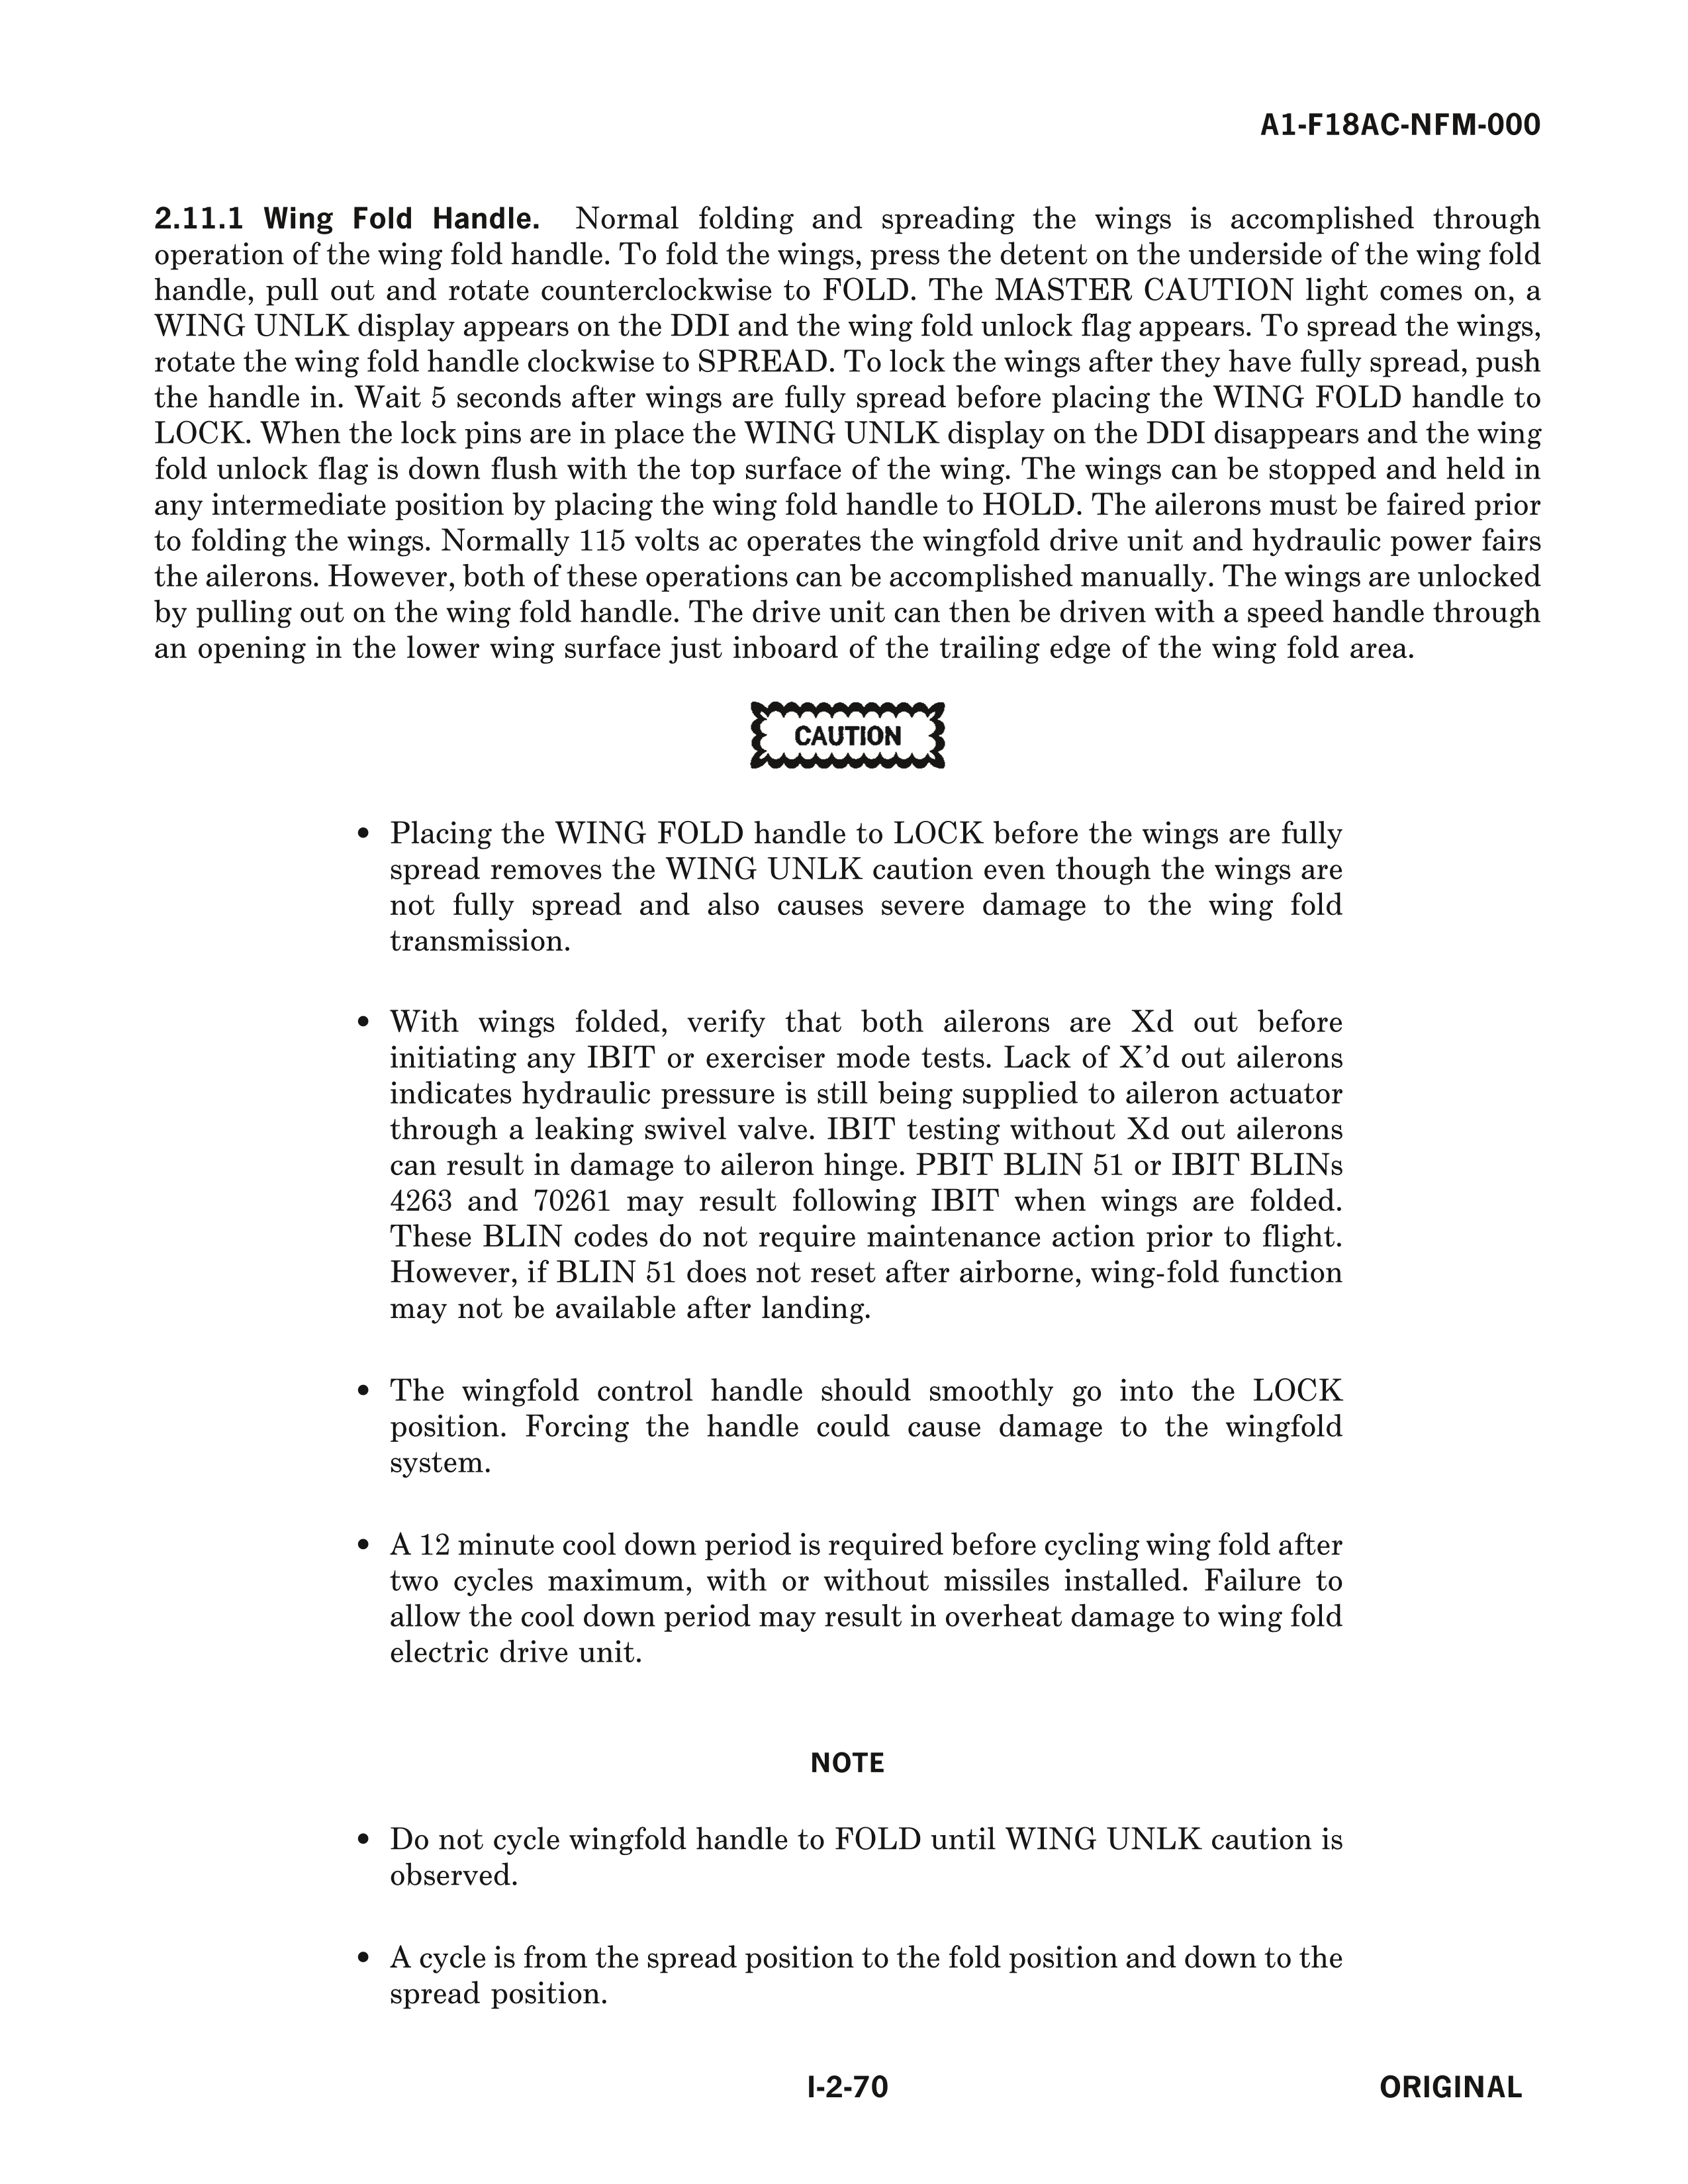 A1-F18AC-NFM-000
2.11.1 Wing Fold Handle. Normal folding and spreading the wings is accomplished through
operation of the wing fold handle. To fold the wings, press the detent on the underside of the wing fold
handle, pull out and rotate counterclockwise to FOLD. The MASTER CAUTION light comes on, a
WING UNLK display appears on the DDI and the wing fold unlock flag appears. To spread the wings,
rotate the wing fold handle clockwise to SPREAD. To lock the wings after they have fully spread, push
the handle in. Wait 5 seconds after wings are fully spread before placing the WING FOLD handle to
LOCK. When the lock pins are in place the WING UNLK display on the DDI disappears and the wing
fold unlock flag is down flush with the top surface of the wing. The wings can be stopped and held in
any intermediate position by placing the wing fold handle to HOLD. The ailerons must be faired prior
to folding the wings. Normally 115 volts ac operates the wingfold drive unit and hydraulic power fairs
the ailerons. However, both of these operations can be accomplished manually. The wings are unlocked
by pulling out on the wing fold handle. The drive unit can then be driven with a speed handle through
an opening in the lower wing surface just inboard of the trailing edge of the wing fold area.
CAUTION
• Placing the WING FOLD handle to LOCK before the wings are fully
spread removes the WING UNLK caution even though the wings are
not fully spread and also causes severe damage to the wing fold
transmission.
• With wings folded, verify that both ailerons are Xd out before
initiating any IBIT or exerciser mode tests. Lack of X’d out ailerons
indicates hydraulic pressure is still being supplied to aileron actuator
through a leaking swivel valve. IBIT testing without Xd out ailerons
can result in damage to aileron hinge. PBIT BLIN 51 or IBIT BLINs
4263 and 70261 may result following IBIT when wings are folded.
These BLIN codes do not require maintenance action prior to flight.
However, if BLIN 51 does not reset after airborne, wing-fold function
may not be available after landing.
• The wingfold control handle should smoothly go into the LOCK
position. Forcing the handle could cause damage to the wingfold
system.
• A 12 minute cool down period is required before cycling wing fold after
two cycles maximum, with or without missiles installed. Failure to
allow the cool down period may result in overheat damage to wing fold
electric drive unit.
NOTE
• Do not cycle wingfold handle to FOLD until WING UNLK caution is
observed.
• A cycle is from the spread position to the fold position and down to the
spread position.
I-2-70
ORIGINAL